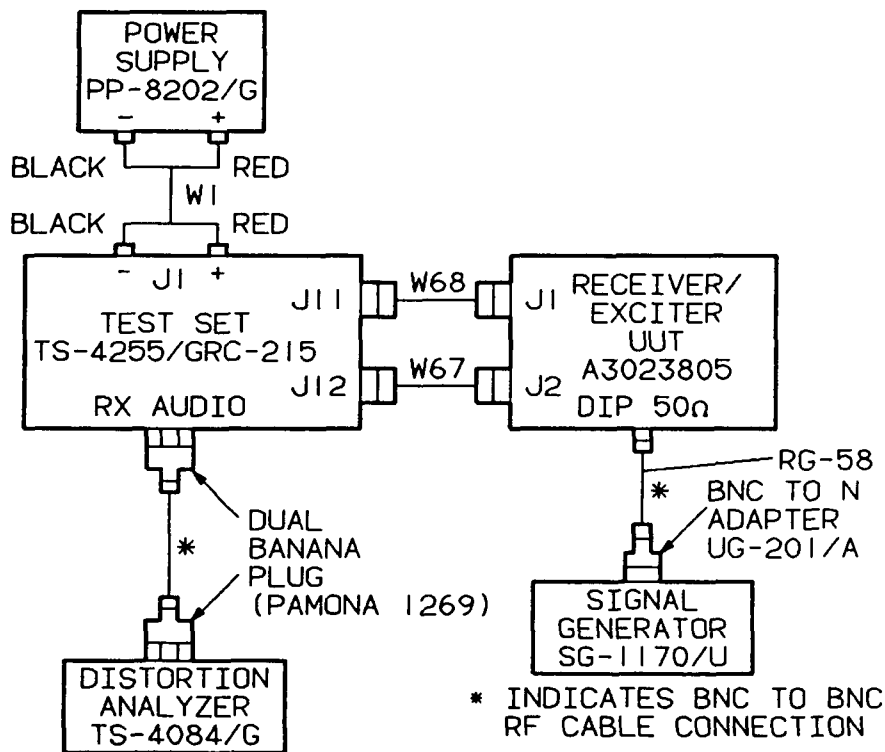 POWER
SUPPLY
PP-8202/G
- +
BLACK RED
W1
BLACK RED
- J1 +
TEST SET
TS-4255/GRC-215
RX AUDIO
J11
J12
W68
W67
J1
J2
RECEIVER/
EXCITER
UUT
A3023805
DIP 50Ω
RG-58
*
BNC TO N
ADAPTER
UG-201/A
*
DUAL
BANANA
PLUG
(PAMONA 1269)
SIGNAL
GENERATOR
SG-1170/U
DISTORTION
ANALYZER
TS-4084/G
* INDICATES BNC TO BNC
RF CABLE CONNECTION